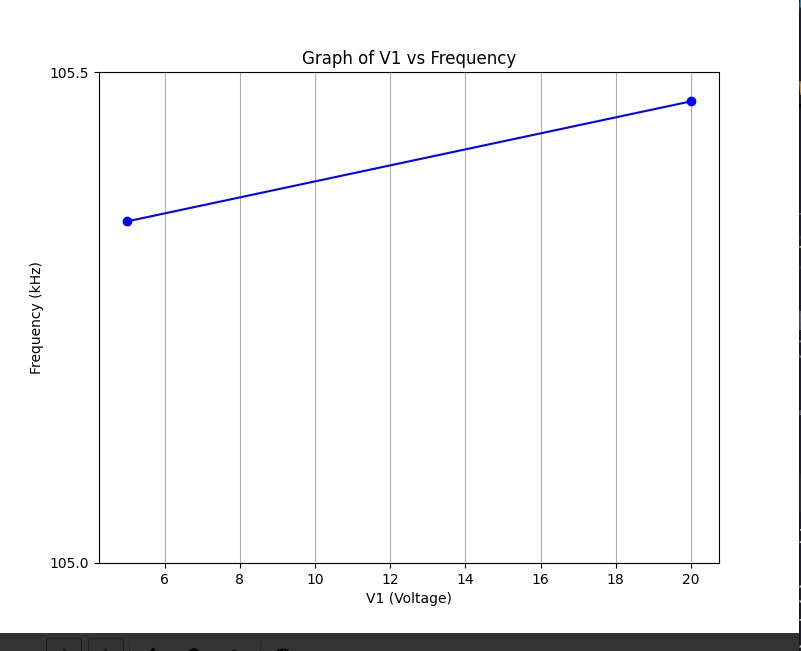 Graph of V1 vs Frequency
105.5
Frequency (kHz)
105.0
6 8 10 12 14 16 18 20
V1 (Voltage)